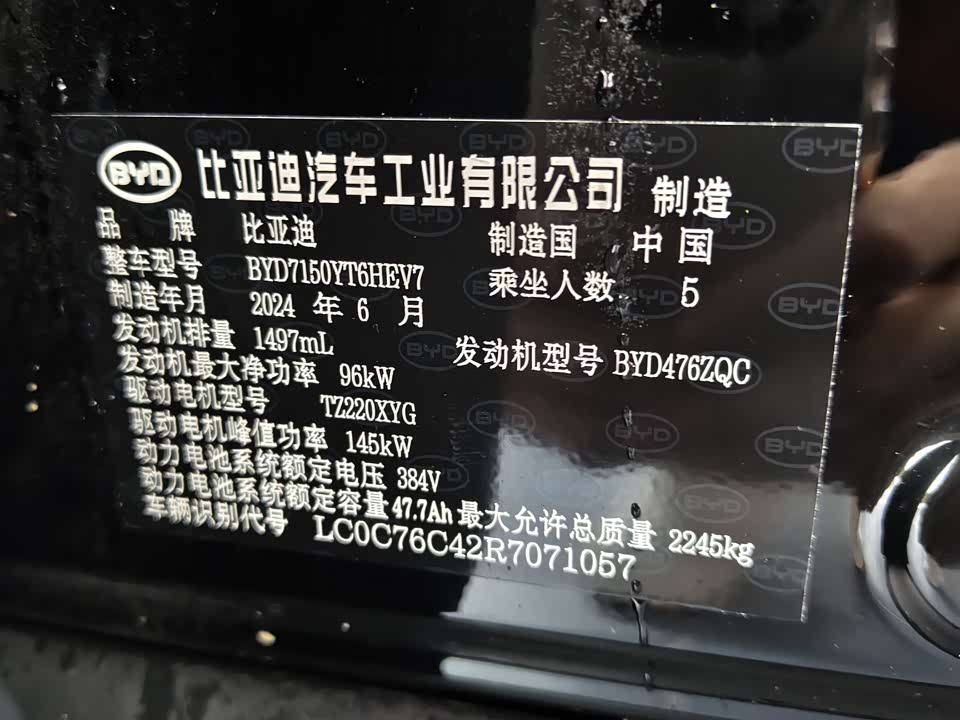 BYD 比亚迪汽车工业有限公司 制造
品 牌 比亚迪 制造国 中国
整车型号 BYD7150YT6HEV7 乘坐人数 5
制造年月 2024 年 6 月
发动机排量 1497mL 发动机型号 BYD476ZQC
发动机最大净功率 96kW
驱动电机型号 TZ220XYG
驱动电机峰值功率 145kW
动力电池系统额定电压 384V
动力电池系统额定容量 47.7Ah 最大允许总质量 2245kg
车辆识别代号 LC0C76C42R7071057